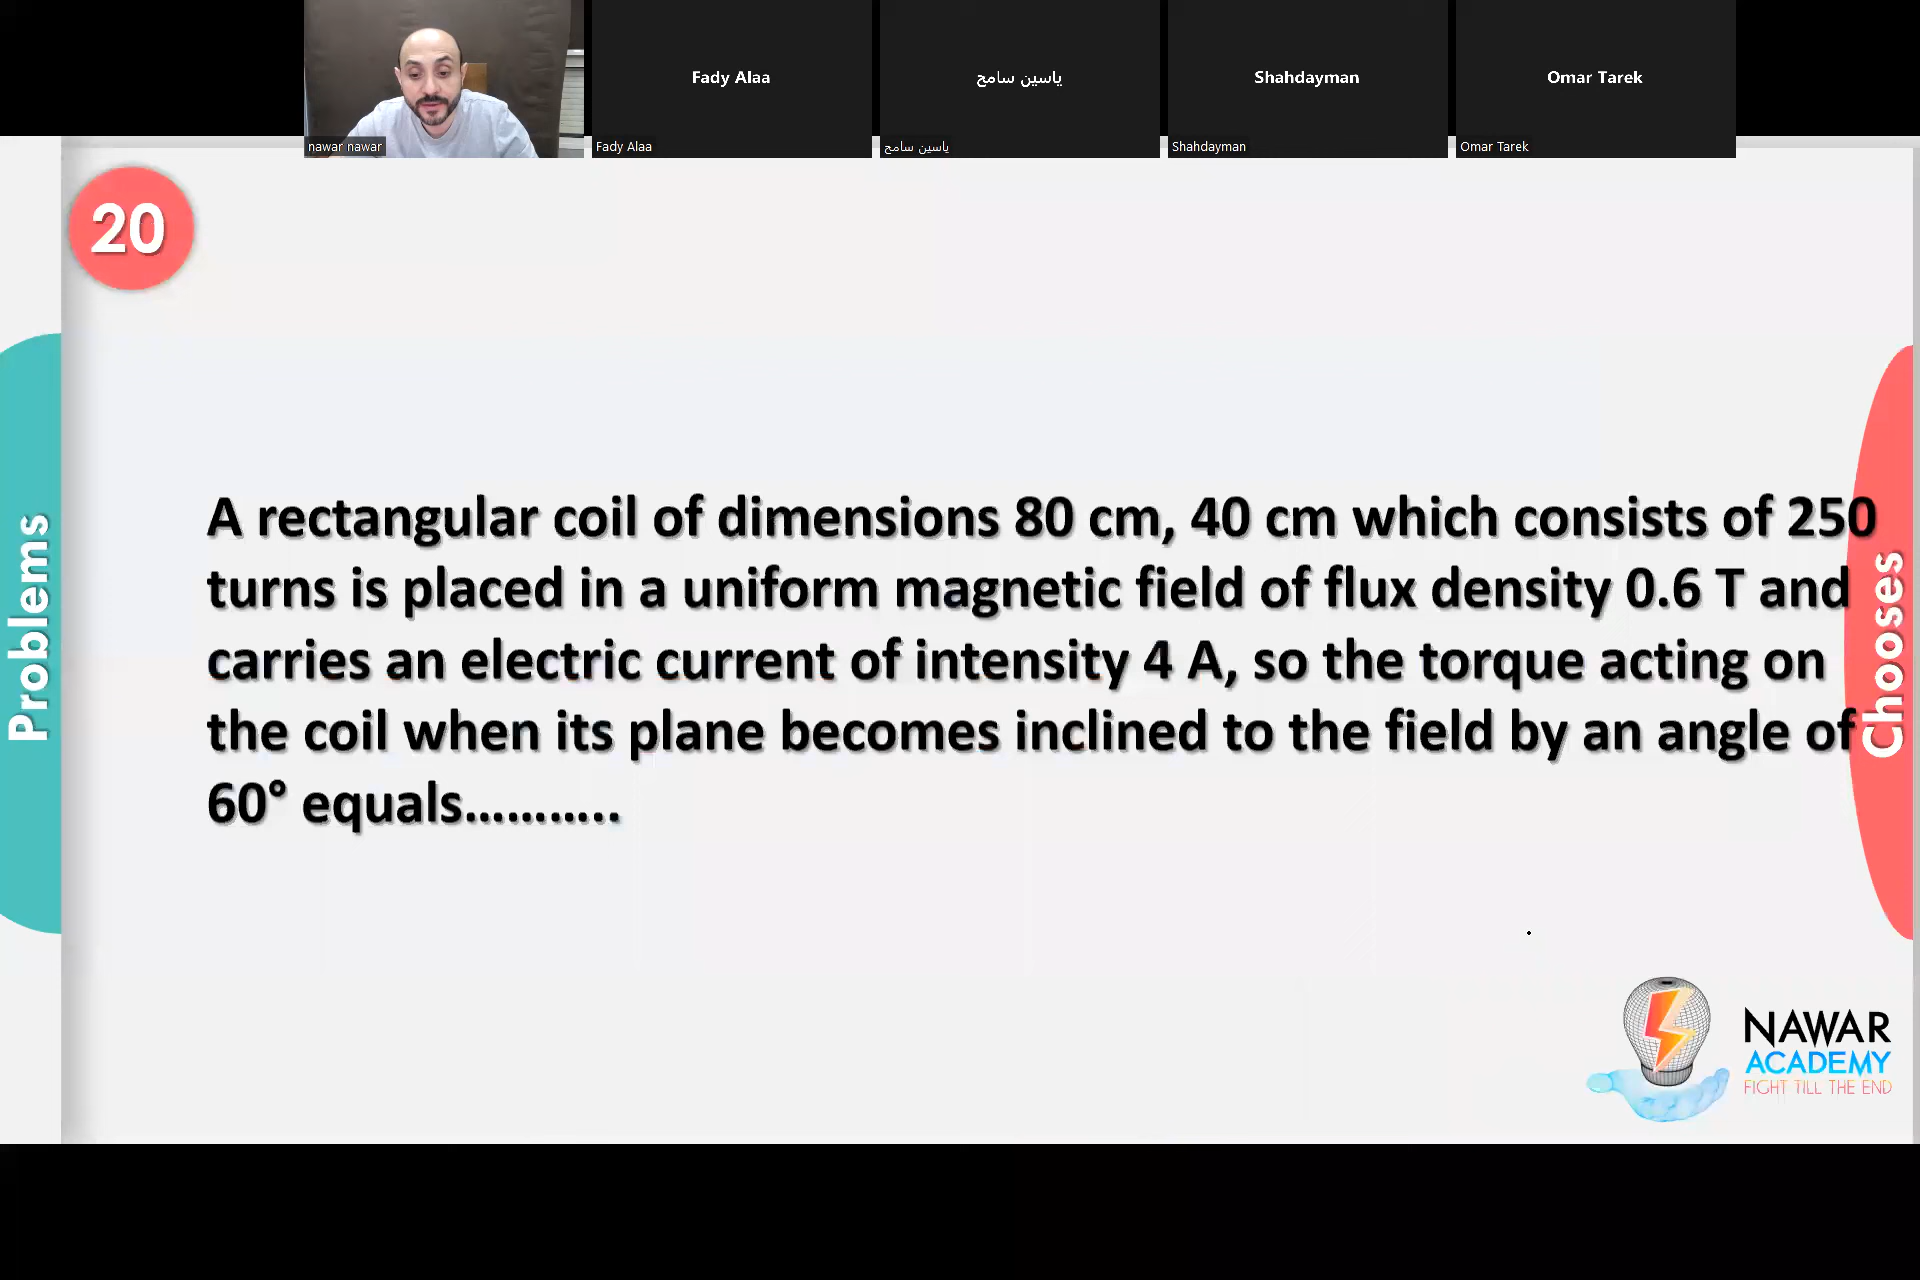 Fady Alaa
ياسين سامح
Shahdayman
Omar Tarek
nawar nawar
Fady Alaa
ياسين سامح
Shahdayman
Omar Tarek
20
Problems
A rectangular coil of dimensions 80 cm, 40 cm which consists of 250
turns is placed in a uniform magnetic field of flux density 0.6 T and
carries an electric current of intensity 4 A, so the torque acting on
the coil when its plane becomes inclined to the field by an angle of
60° equals………..
Chooses
NAWAR
ACADEMY
FIGHT TILL THE END